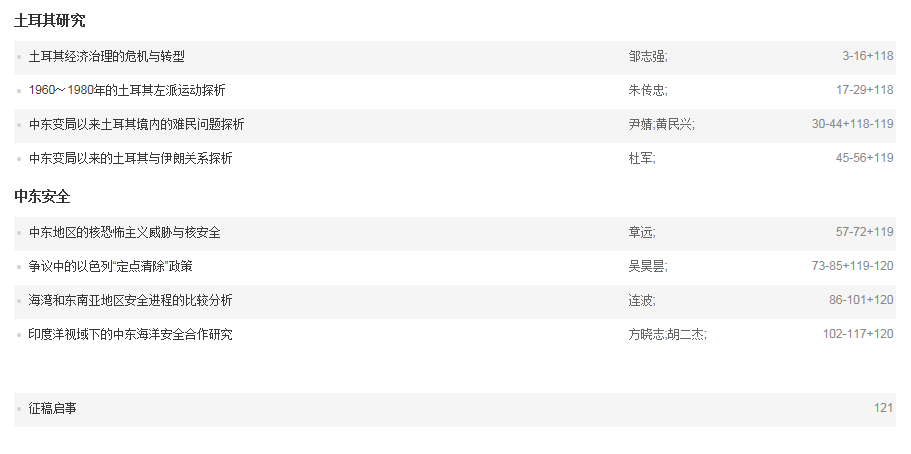 土耳其研究
土耳其经济治理的危机与转型 邹志强; 3-16+118
1960～1980年的土耳其左派运动探析 朱传忠; 17-29+118
中东变局以来土耳其境内的难民问题探析 尹婧;黄民兴; 30-44+118-119
中东变局以来的土耳其与伊朗关系探析 杜军; 45-56+119
中东安全
中东地区的核恐怖主义威胁与核安全 章远; 57-72+119
争议中的以色列“定点清除”政策 吴昊昙; 73-85+119-120
海湾和东南亚地区安全进程的比较分析 连波; 86-101+120
印度洋视域下的中东海洋安全合作研究 方晓志;胡二杰; 102-117+120
征稿启事 121